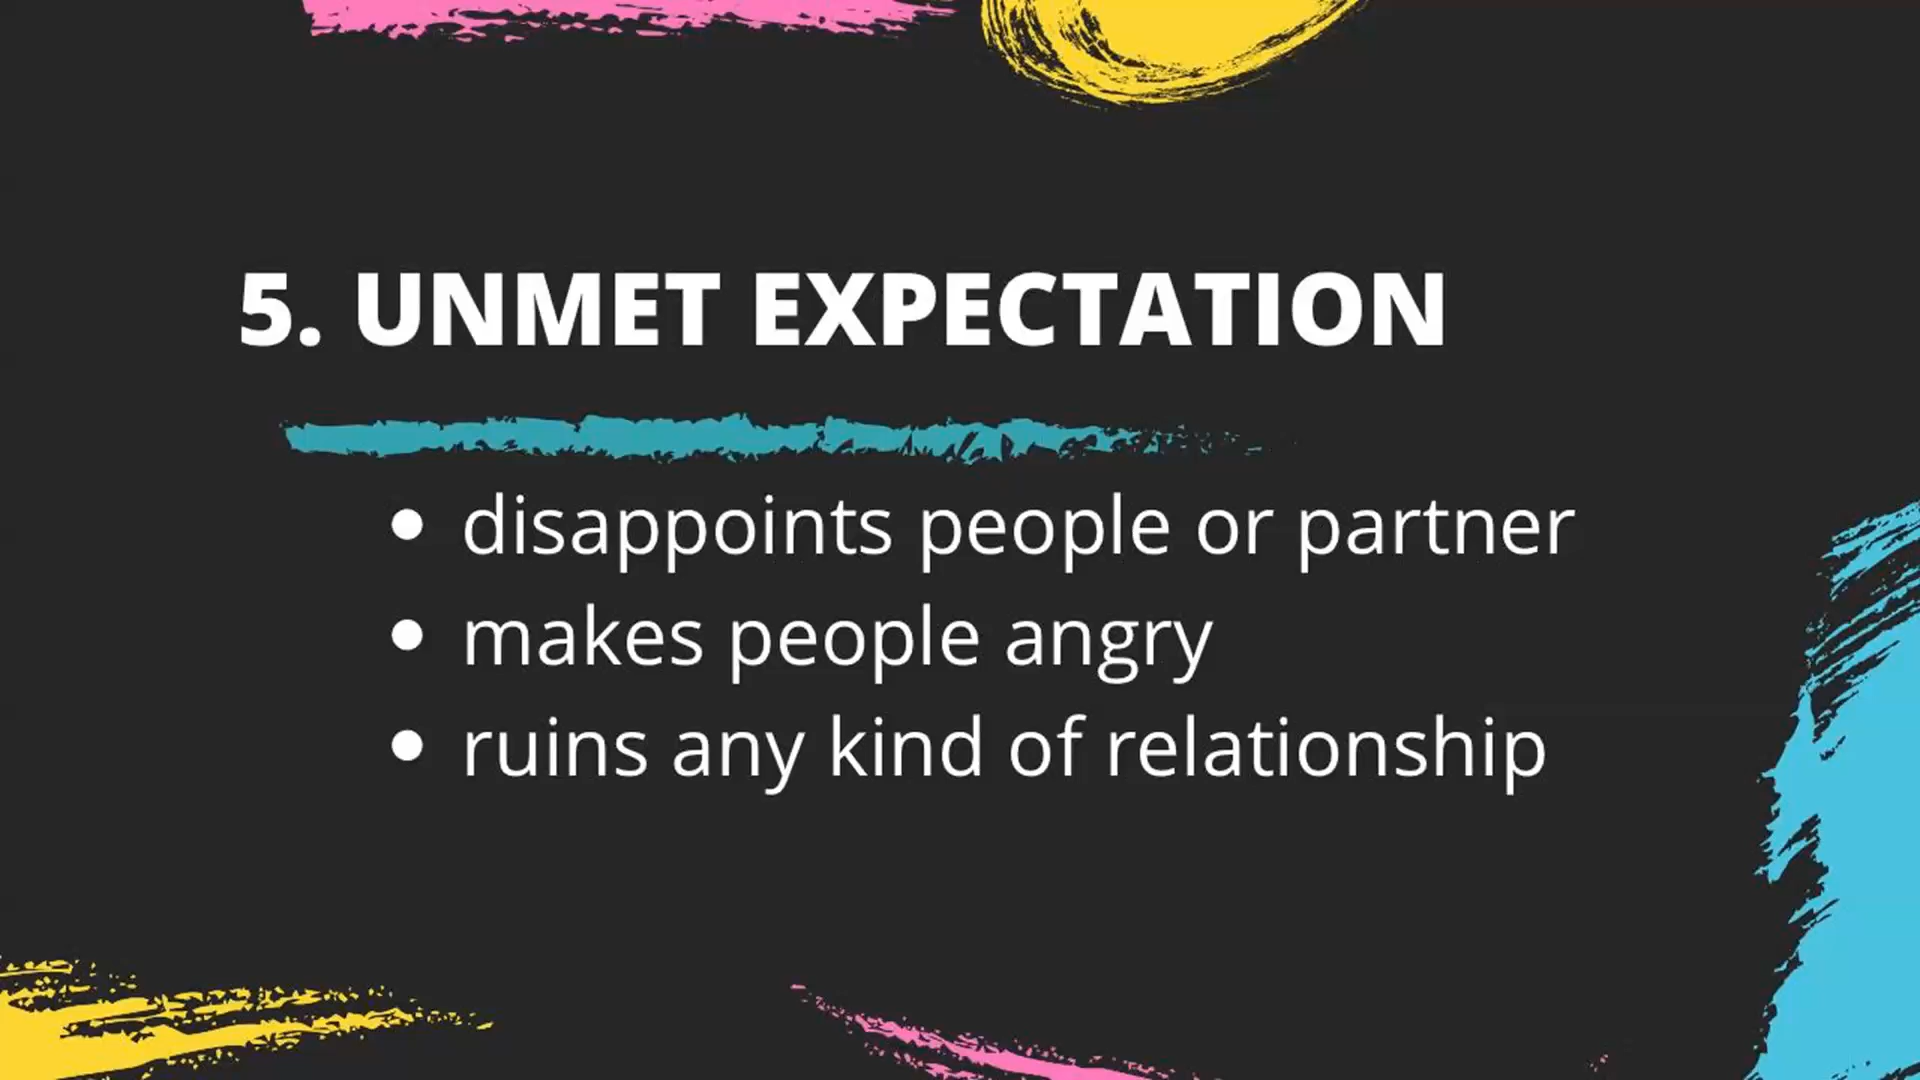 5. UNMET EXPECTATION
• disappoints people or partner
• makes people angry
• ruins any kind of relationship